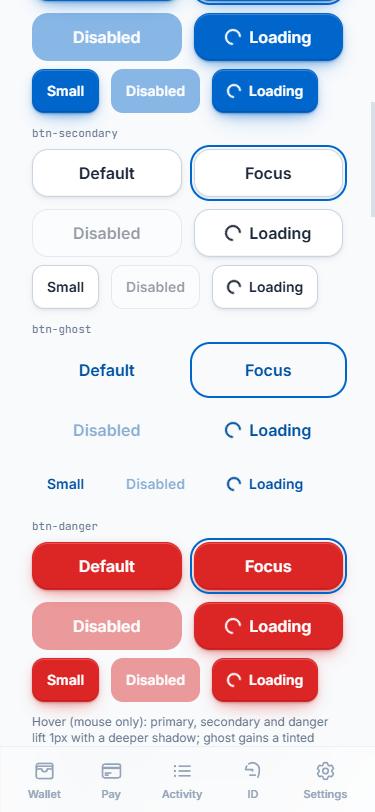 Disabled Loading
Small Disabled Loading
btn-secondary
Default Focus
Disabled Loading
Small Disabled Loading
btn-ghost
Default Focus
Disabled Loading
Small Disabled Loading
btn-danger
Default Focus
Disabled Loading
Small Disabled Loading
Hover (mouse only): primary, secondary and danger
lift 1px with a deeper shadow; ghost gains a tinted
Wallet Pay Activity ID Settings